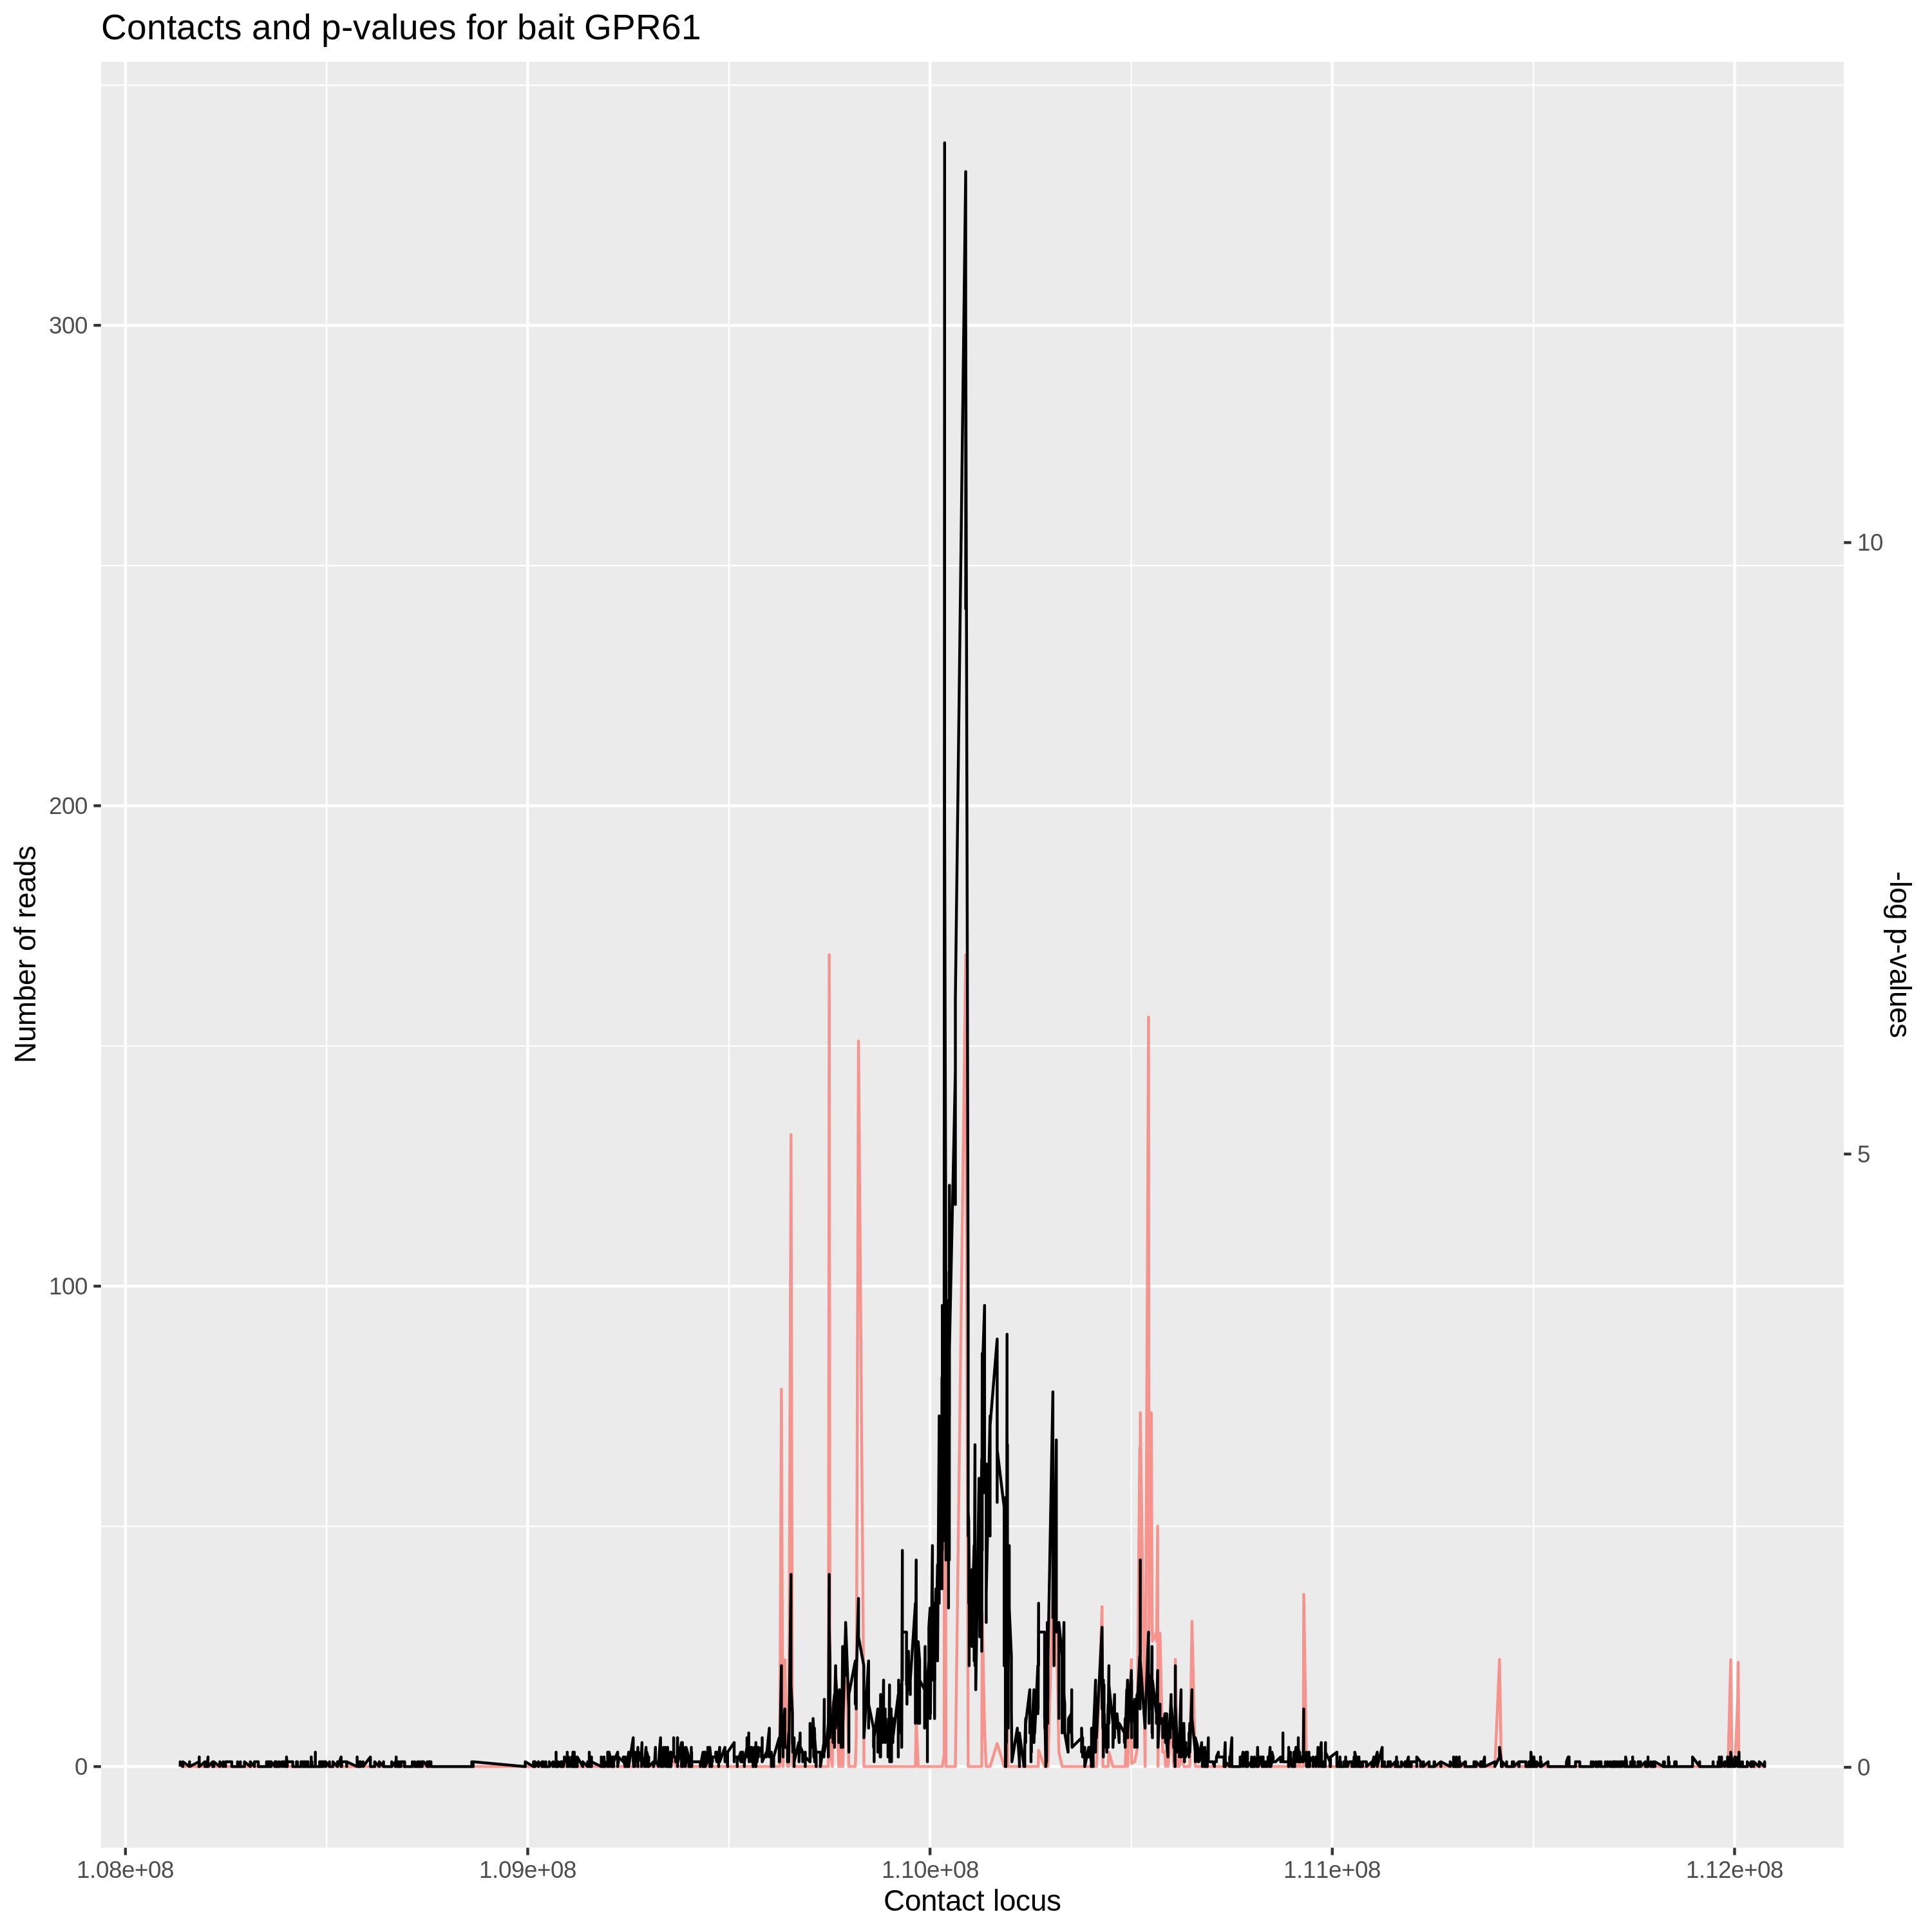 Contacts and p-values for bait GPR61
300
200
100
0
Number of reads
10
5
0
-log p-values
1.08e+08 1.09e+08 1.10e+08 1.11e+08 1.12e+08
Contact locus